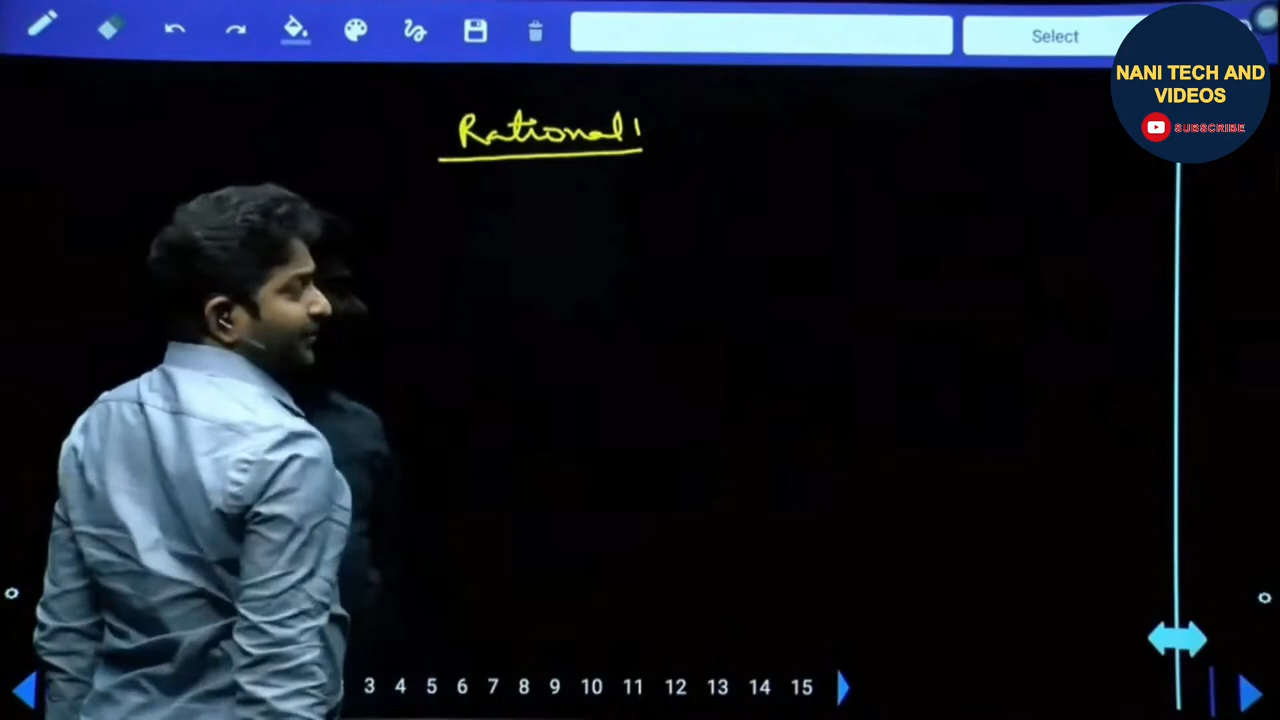 Select
NANI TECH AND
VIDEOS
SUBSCRIBE
Rational
3 4 5 6 7 8 9 10 11 12 13 14 15